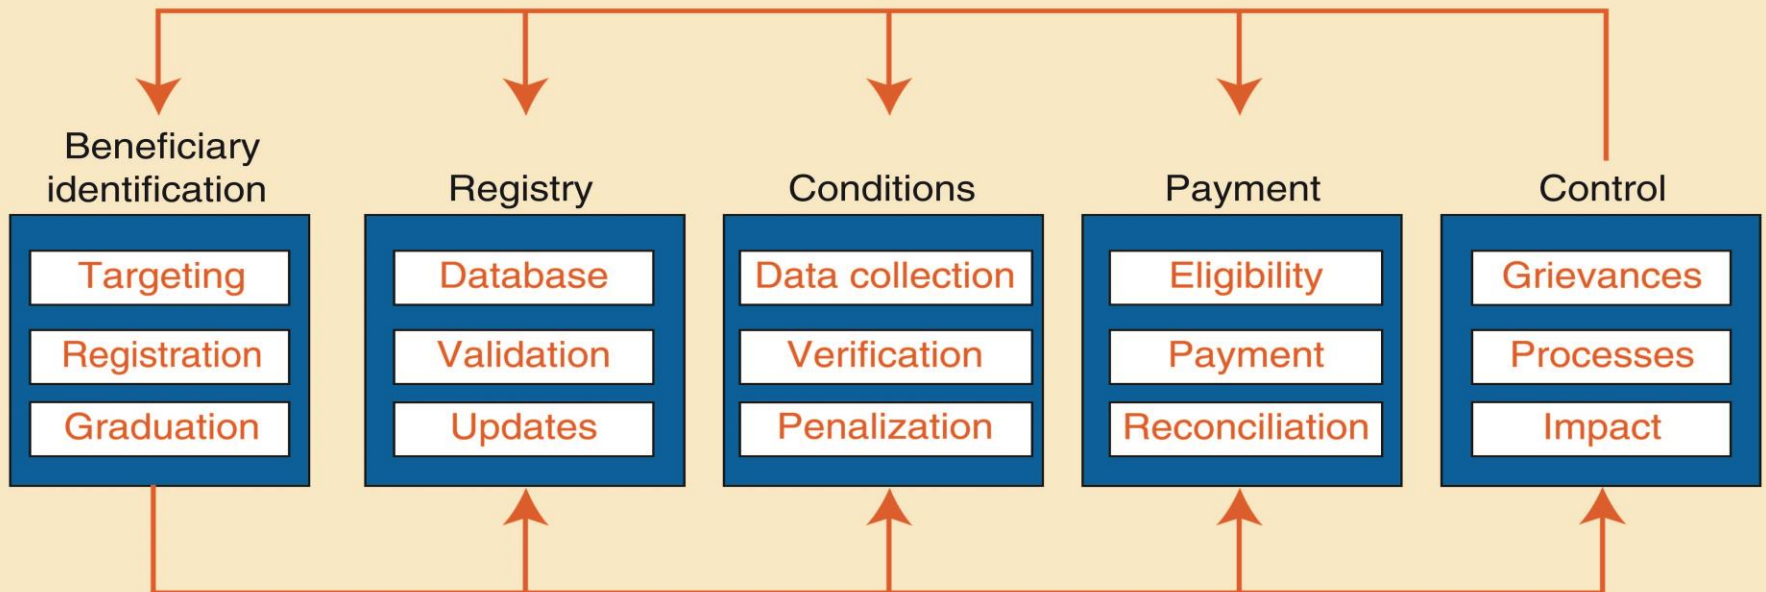 Beneficiary
identification
Targeting
Registration
Graduation
Registry
Database
Validation
Updates
Conditions
Data collection
Verification
Penalization
Payment
Eligibility
Payment
Reconciliation
Control
Grievances
Processes
Impact